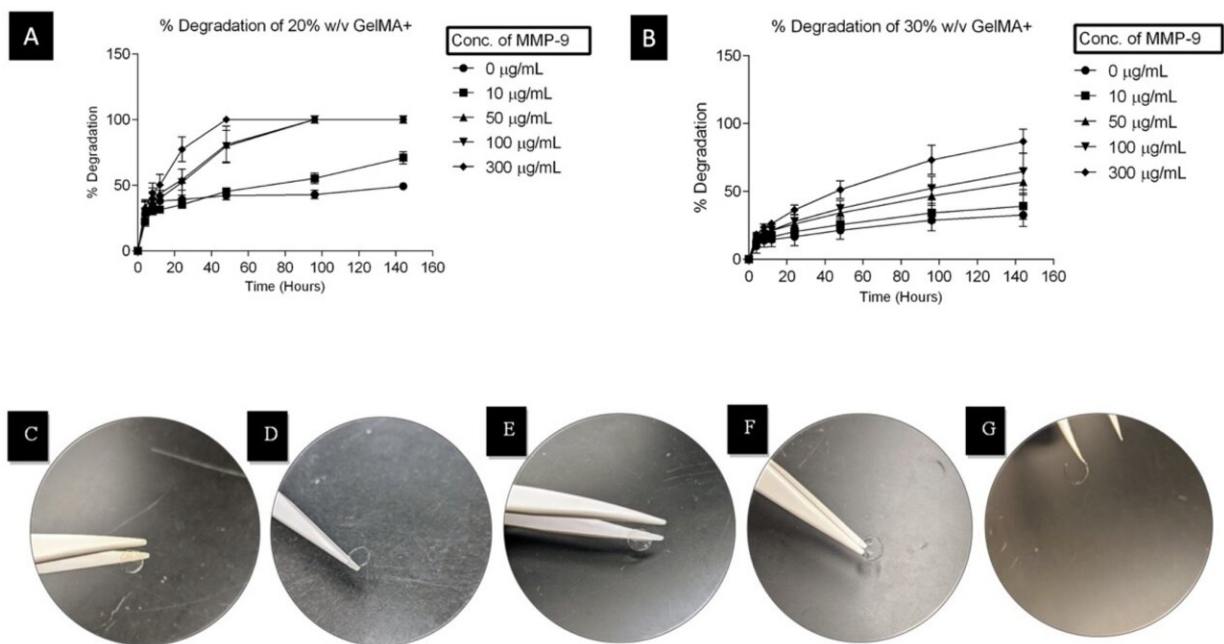 A
% Degradation of 20% w/v GelMA+
150
100
50
0
% Degradation
0 20 40 60 80 100 120 140 160
Time (Hours)
Conc. of MMP-9
0 µg/mL
10 µg/mL
50 µg/mL
100 µg/mL
300 µg/mL
B
% Degradation of 30% w/v GelMA+
150
100
50
0
% Degradation
0 20 40 60 80 100 120 140 160
Time (Hours)
Conc. of MMP-9
0 µg/mL
10 µg/mL
50 µg/mL
100 µg/mL
300 µg/mL
C
D
E
F
G